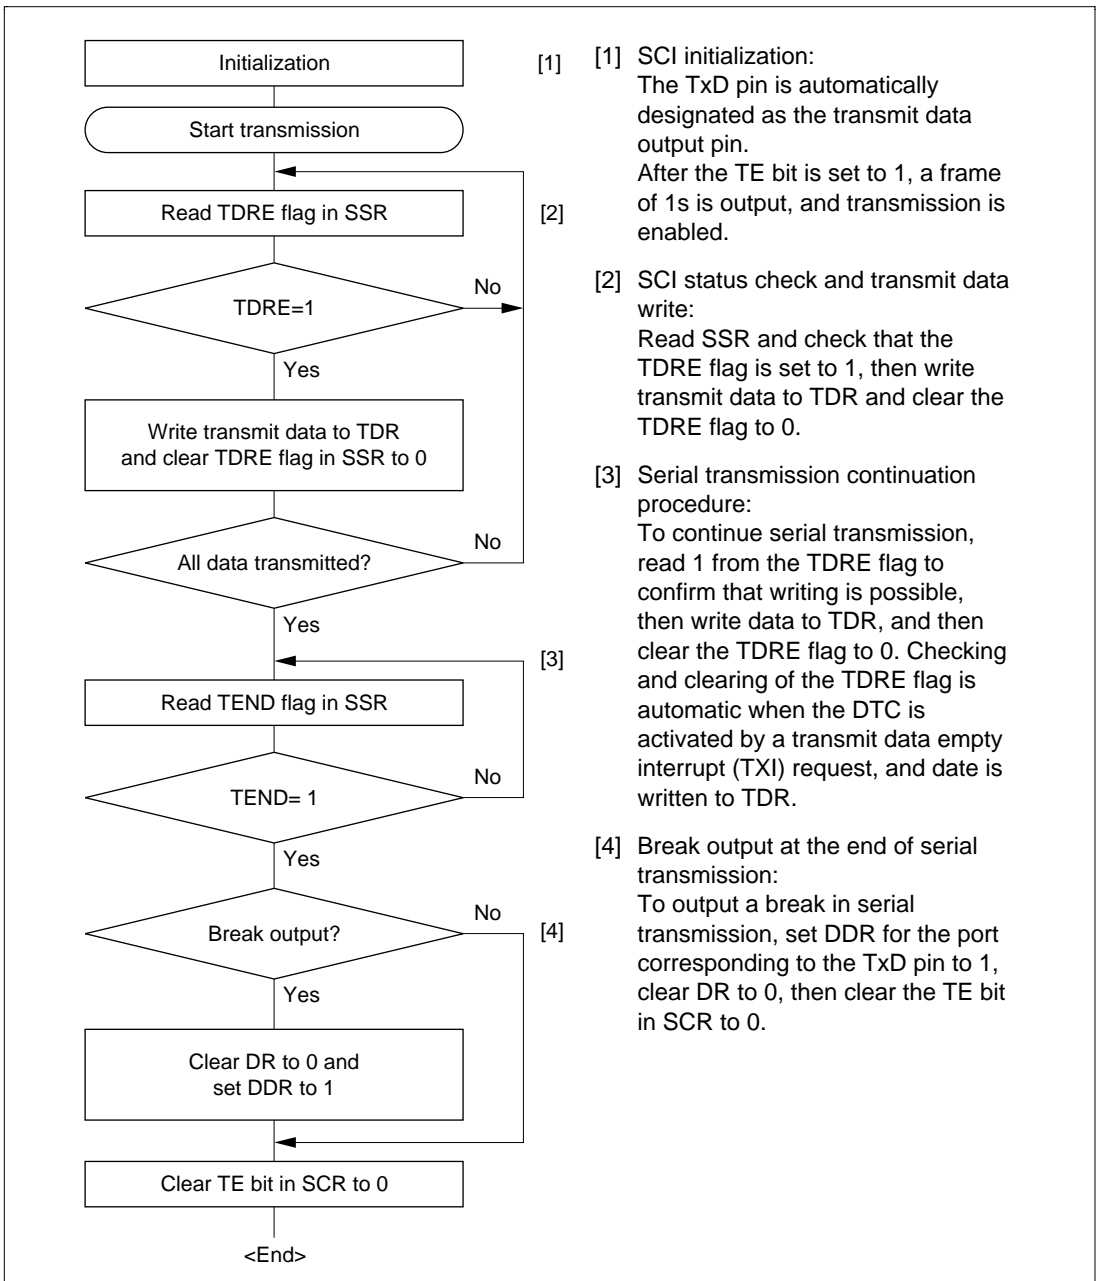 Initialization
[1]
Start transmission
Read TDRE flag in SSR
[2]
TDRE=1
No
Yes
Write transmit data to TDR
and clear TDRE flag in SSR to 0
All data transmitted?
No
Yes
[3]
Read TEND flag in SSR
TEND= 1
No
Yes
Break output?
No
[4]
Yes
Clear DR to 0 and
set DDR to 1
Clear TE bit in SCR to 0
<End>
[1] SCI initialization:
The TxD pin is automatically
designated as the transmit data
output pin.
After the TE bit is set to 1, a frame
of 1s is output, and transmission is
enabled.
[2] SCI status check and transmit data
write:
Read SSR and check that the
TDRE flag is set to 1, then write
transmit data to TDR and clear the
TDRE flag to 0.
[3] Serial transmission continuation
procedure:
To continue serial transmission,
read 1 from the TDRE flag to
confirm that writing is possible,
then write data to TDR, and then
clear the TDRE flag to 0. Checking
and clearing of the TDRE flag is
automatic when the DTC is
activated by a transmit data empty
interrupt (TXI) request, and date is
written to TDR.
[4] Break output at the end of serial
transmission:
To output a break in serial
transmission, set DDR for the port
corresponding to the TxD pin to 1,
clear DR to 0, then clear the TE bit
in SCR to 0.